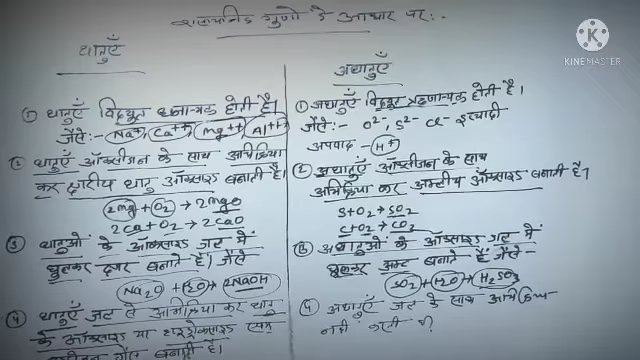 रासायनिक गुणों के आधार पर:-
धातुएँ
① धातुएँ विद्युत धनात्मक होती है।
जैसे:- Na+, Ca++, Mg++, Al+++
② धातुएँ ऑक्सीजन के साथ अभिक्रिया
कर क्षारीय धातु ऑक्साइड बनाती है।
2Mg + O2 → 2MgO
2Ca + O2 → 2CaO
③ धातुओं के ऑक्साइड जल में
घुलकर क्षार बनाते है। जैसे
Na2O + H2O → 2NaOH
④ धातुएँ जल से अभिक्रिया कर धातु
के ऑक्साइड या हाइड्रोक्साइड तथा
गैस बनाती है।
अधातुएँ
① अधातुएँ विद्युत ऋणात्मक होती है।
जैसे:- O2-, S2- Cl- इत्यादी
अपवाद - H+
② अधातुएँ ऑक्सीजन के साथ
अभिक्रिया कर अम्लीय ऑक्साइड बनाती है।
S+O2→SO2
C+O2→CO2
③ अधातुओं के ऑक्साइड जल में
घुलकर अम्ल बनाते हैं जैसे-
SO2 + H2O → H2SO3
④ अधातुएँ जल के साथ अभिक्रिया
नहीं करती है।
KINEMASTER